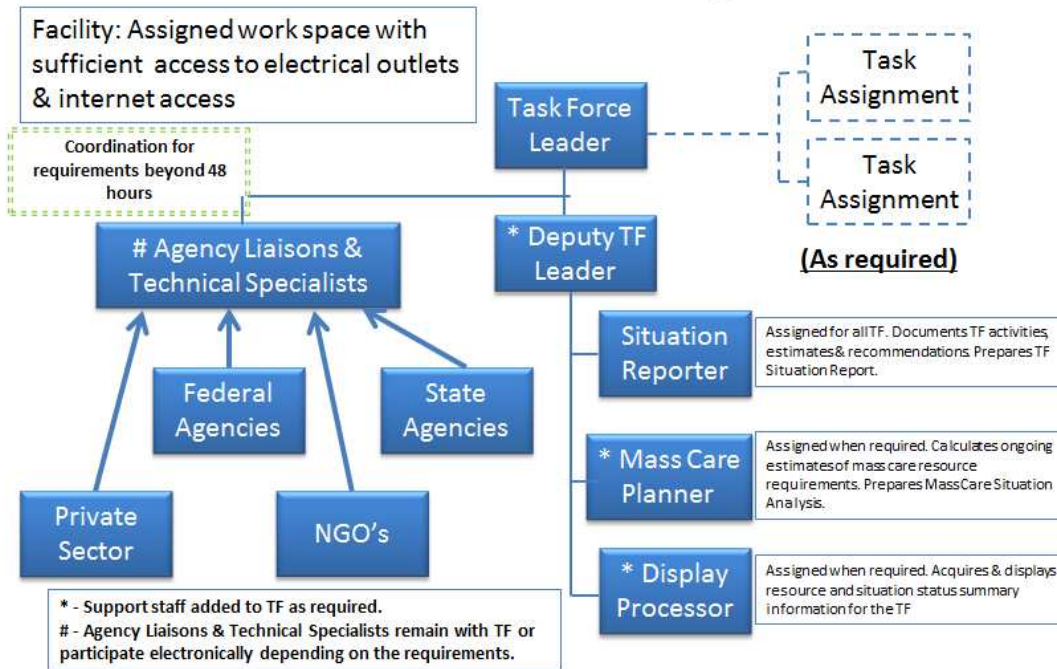 Facility: Assigned work space with
sufficient access to electrical outlets
& internet access
Coordination for
requirements beyond 48
hours
Task Force
Leader
Task
Assignment
Task
Assignment
(As required)
# Agency Liaisons &
Technical Specialists
* Deputy TF
Leader
Federal
Agencies
State
Agencies
Private
Sector
NGO's
Situation
Reporter
Assigned for all TF. Documents TF activities,
estimates & recommendations. Prepares TF
Situation Report.
* Mass Care
Planner
Assigned when required. Calculates ongoing
estimates of mass care resource
requirements. Prepares Mass Care Situation
Analysis.
* Display
Processor
Assigned when required. Acquires & displays
resource and situation status summary
information for the TF
* - Support staff added to TF as required.
# - Agency Liaisons & Technical Specialists remain with TF or
participate electronically depending on the requirements.